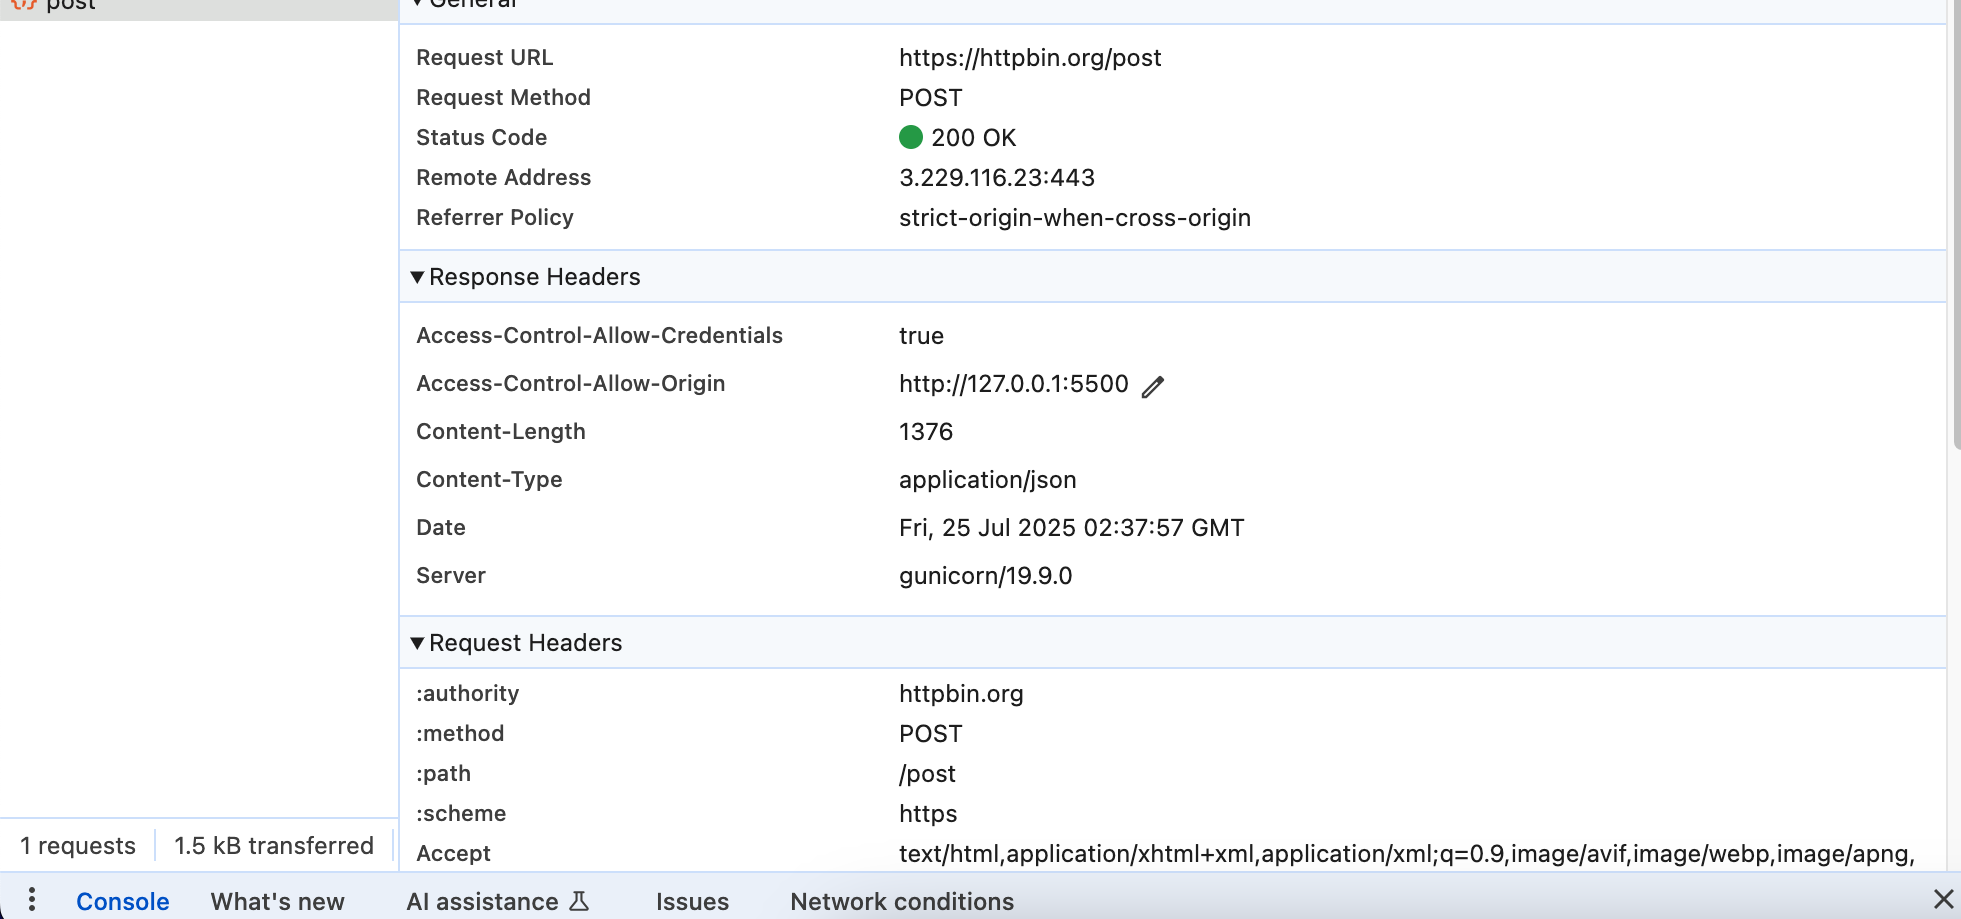 post
General
Request URL https://httpbin.org/post
Request Method POST
Status Code 200 OK
Remote Address 3.229.116.23:443
Referrer Policy strict-origin-when-cross-origin
Response Headers
Access-Control-Allow-Credentials true
Access-Control-Allow-Origin http://127.0.0.1:5500
Content-Length 1376
Content-Type application/json
Date Fri, 25 Jul 2025 02:37:57 GMT
Server gunicorn/19.9.0
Request Headers
:authority httpbin.org
:method POST
:path /post
:scheme https
Accept text/html,application/xhtml+xml,application/xml;q=0.9,image/avif,image/webp,image/apng,
1 requests 1.5 kB transferred
Console What's new AI assistance Issues Network conditions